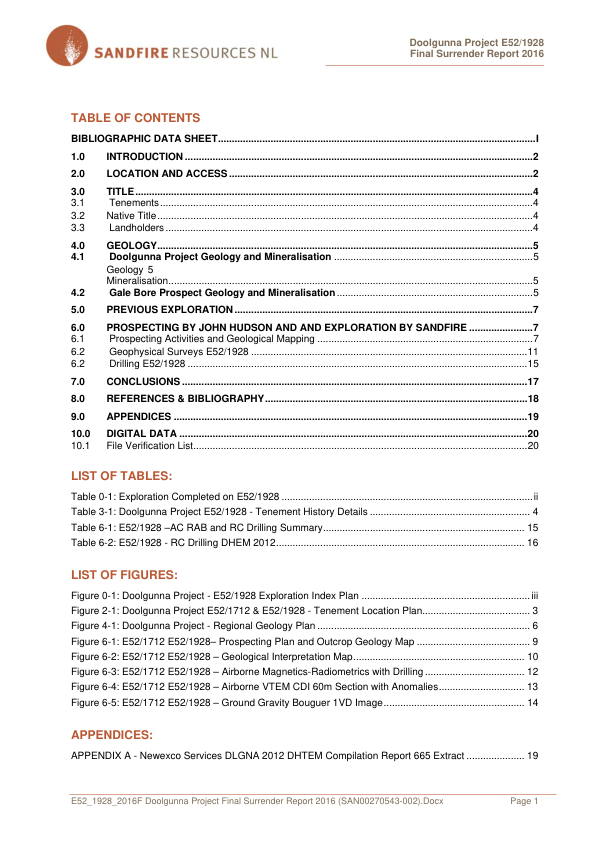 SANDFIRE RESOURCES NL
Doolgunna Project E52/1928
Final Surrender Report 2016
TABLE OF CONTENTS
BIBLIOGRAPHIC DATA SHEET....................I
1.0 INTRODUCTION....................2
2.0 LOCATION AND ACCESS....................2
3.0 TITLE....................4
3.1 Tenements....................4
3.2 Native Title....................4
3.3 Landholders....................4
4.0 GEOLOGY....................5
4.1 Doolgunna Project Geology and Mineralisation....................5
Geology 5
Mineralisation....................5
4.2 Gale Bore Prospect Geology and Mineralisation....................5
5.0 PREVIOUS EXPLORATION....................7
6.0 PROSPECTING BY JOHN HUDSON AND AND EXPLORATION BY SANDFIRE....................7
6.1 Prospecting Activities and Geological Mapping....................7
6.2 Geophysical Surveys E52/1928....................11
6.2 Drilling E52/1928....................15
7.0 CONCLUSIONS....................17
8.0 REFERENCES & BIBLIOGRAPHY....................18
9.0 APPENDICES....................19
10.0 DIGITAL DATA....................20
10.1 File Verification List....................20
LIST OF TABLES:
Table 0-1: Exploration Completed on E52/1928....................ii
Table 3-1: Doolgunna Project E52/1928 - Tenement History Details....................4
Table 6-1: E52/1928 –AC RAB and RC Drilling Summary....................15
Table 6-2: E52/1928 - RC Drilling DHEM 2012....................16
LIST OF FIGURES:
Figure 0-1: Doolgunna Project - E52/1928 Exploration Index Plan....................iii
Figure 2-1: Doolgunna Project E52/1712 & E52/1928 - Tenement Location Plan....................3
Figure 4-1: Doolgunna Project - Regional Geology Plan....................6
Figure 6-1: E52/1712 E52/1928– Prospecting Plan and Outcrop Geology Map....................9
Figure 6-2: E52/1712 E52/1928 – Geological Interpretation Map....................10
Figure 6-3: E52/1712 E52/1928 – Airborne Magnetics-Radiometrics with Drilling....................12
Figure 6-4: E52/1712 E52/1928 – Airborne VTEM CDI 60m Section with Anomalies....................13
Figure 6-5: E52/1712 E52/1928 – Ground Gravity Bouguer 1VD Image....................14
APPENDICES:
APPENDIX A - Newexco Services DLGNA 2012 DHTEM Compilation Report 665 Extract....................19
E52_1928_2016F Doolgunna Project Final Surrender Report 2016 (SAN00270543-002).Docx Page 1